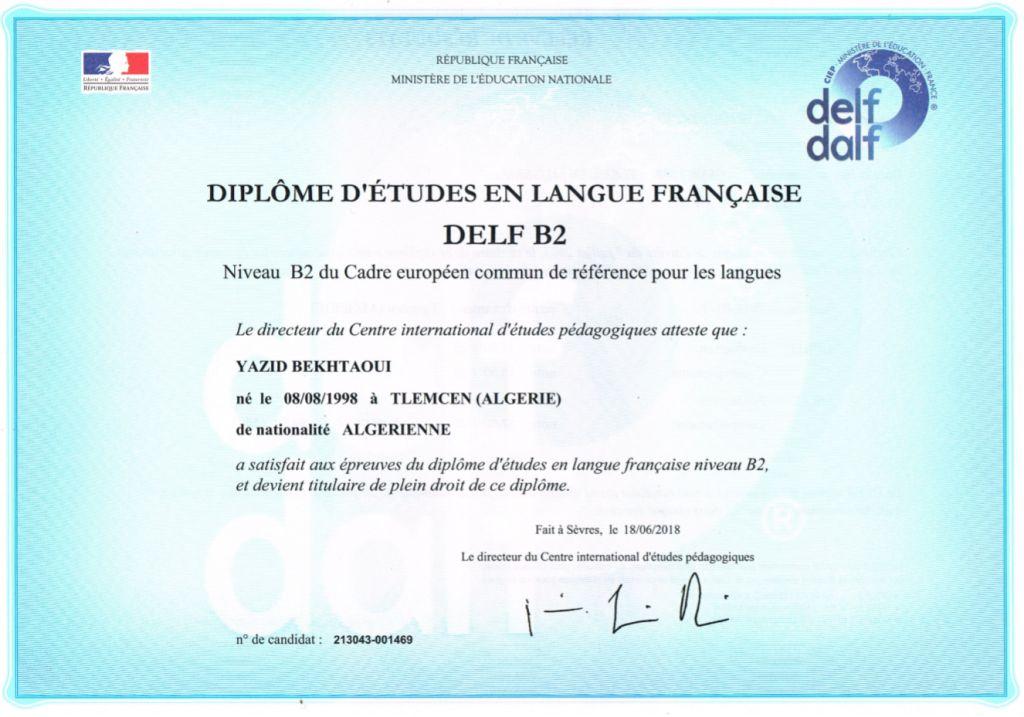 Liberté • Égalité • Fraternité
RÉPUBLIQUE FRANÇAISE
RÉPUBLIQUE FRANÇAISE
MINISTÈRE DE L'ÉDUCATION NATIONALE
CIEP MINISTÈRE DE L'ÉDUCATION FRANCE ®
delf
dalf
DIPLÔME D'ÉTUDES EN LANGUE FRANÇAISE
DELF B2
Niveau B2 du Cadre européen commun de référence pour les langues
Le directeur du Centre international d'études pédagogiques atteste que :
YAZID BEKHTAOUI
né le 08/08/1998 à TLEMCEN (ALGERIE)
de nationalité ALGERIENNE
a satisfait aux épreuves du diplôme d'études en langue française niveau B2,
et devient titulaire de plein droit de ce diplôme.
Fait à Sèvres, le 18/06/2018
Le directeur du Centre international d'études pédagogiques
n° de candidat : 213043-001469
delf
dalf
®